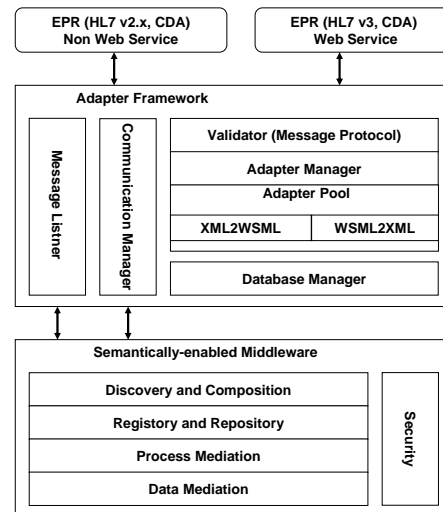 EPR (HL7 v2.x, CDA)
Non Web Service
EPR (HL7 v3, CDA)
Web Service
Adapter Framework
Message Listner
Communication Manager
Validator (Message Protocol)
Adapter Manager
Adapter Pool
XML2WSML
WSML2XML
Database Manager
Semantically-enabled Middleware
Discovery and Composition
Registory and Repository
Process Mediation
Data Mediation
Security